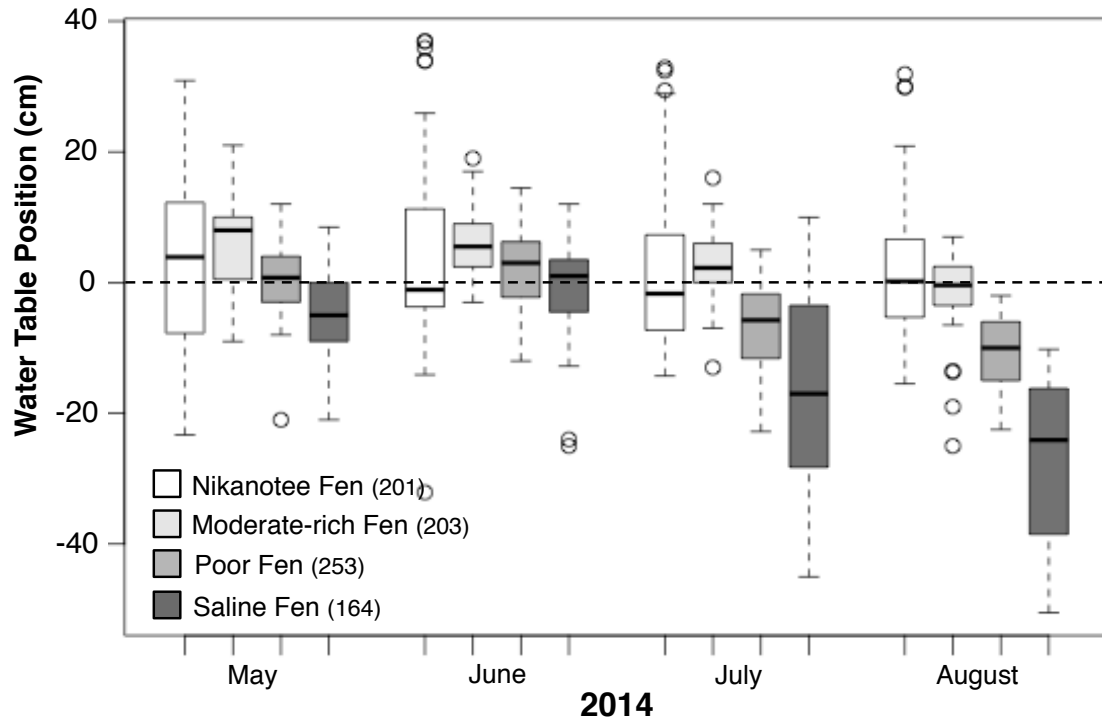 Water Table Position (cm)
40
20
0
-20
-40
Nikanotee Fen (201)
Moderate-rich Fen (203)
Poor Fen (253)
Saline Fen (164)
May June July August
2014